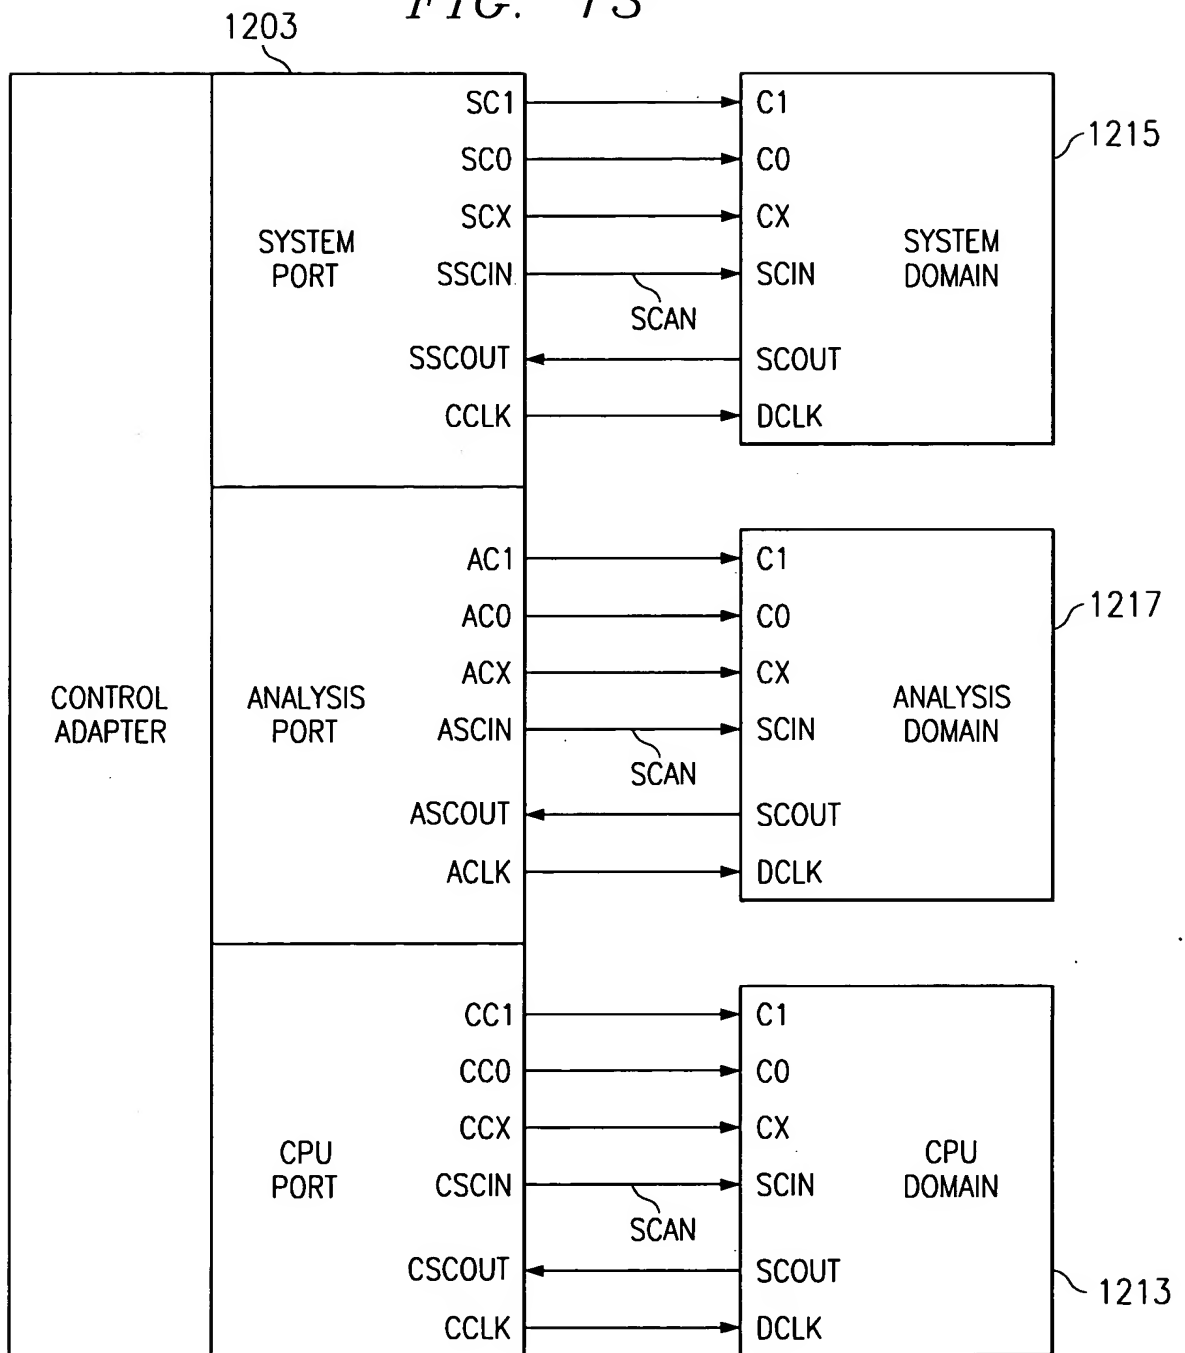 FIG. 73
1203
SC1 C1
1215
SC0 C0
SCX CX
SYSTEM
PORT
SYSTEM
DOMAIN
SSCIN SCIN
SCAN
SSCOUT SCOUT
CCLK DCLK
AC1 C1
1217
AC0 C0
ACX CX
CONTROL
ADAPTER
ANALYSIS
PORT
ANALYSIS
DOMAIN
ASCIN SCIN
SCAN
ASCOUT SCOUT
ACLK DCLK
CC1 C1
CC0 C0
CCX CX
CPU
PORT
CPU
DOMAIN
CSCIN SCIN
SCAN
CSCOUT SCOUT
1213
CCLK DCLK